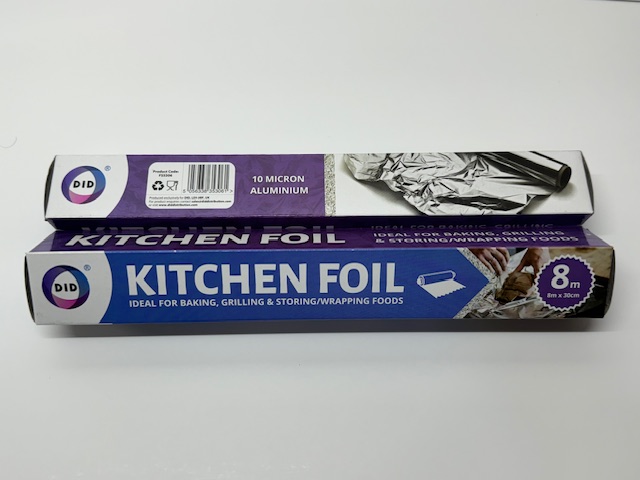 DID®
Product Code:
10 MICRON
ALUMINIUM
KITCHEN FOIL
IDEAL FOR BAKING, GRILLING
& STORING/WRAPPING FOODS
DID®
KITCHEN FOIL
IDEAL FOR BAKING, GRILLING & STORING/WRAPPING FOODS
8m
8m x 30cm